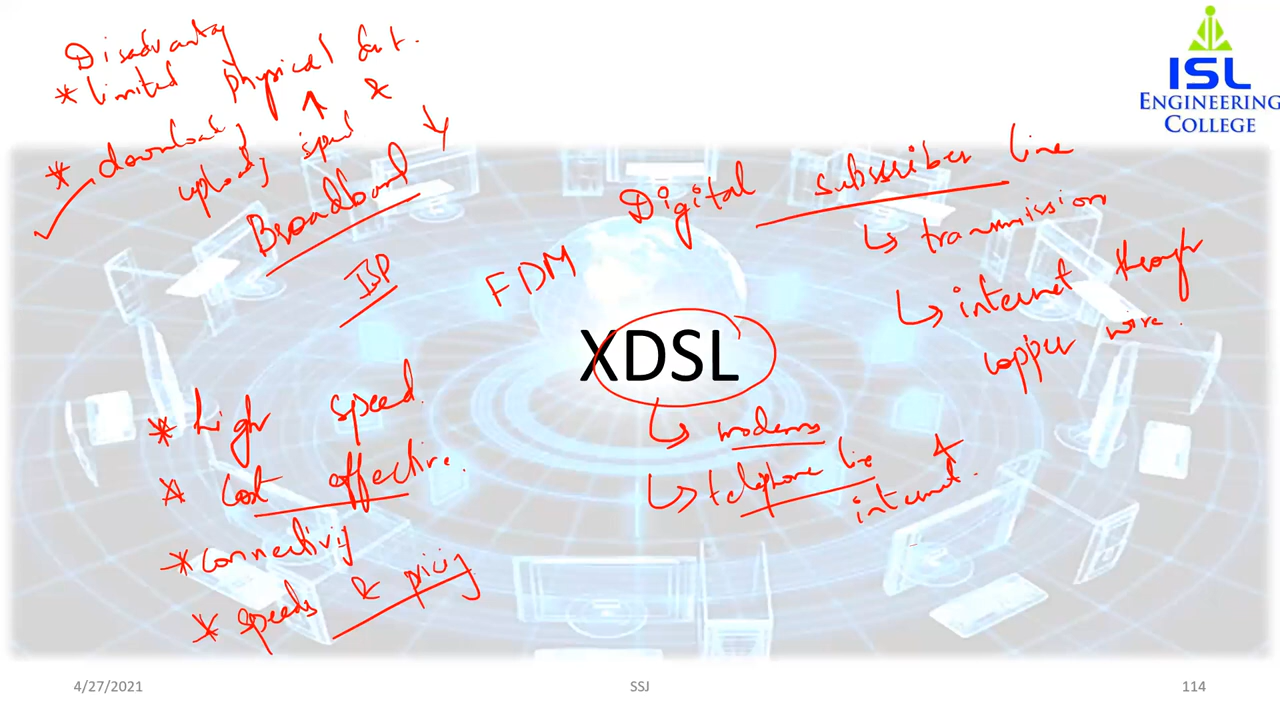 Disadvantag
* limited physical dist.
* download ↑ &
upload speed ↓
Broadband
ISP
FDM
Digital subscriber line
↳ transmission
↳ internet through
copper wire.
XDSL
↳ modems
↳ telephone line &
internet.
* high speed.
* cost effective.
* connectivity
* speeds & pricing
ISL
ENGINEERING
COLLEGE
4/27/2021
SSJ
114